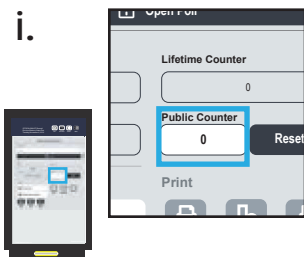 i.
Open Poll
Lifetime Counter
0
Public Counter
0
Reset
Print